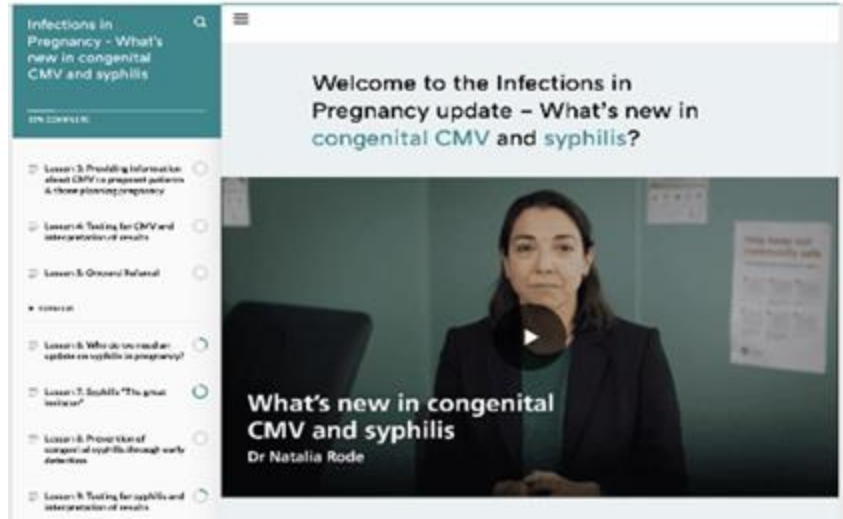 Infections in
Pregnancy - What's
new in congenital
CMV and syphilis
COMPLETE
Lesson 3: Providing information
about CMV to pregnant patients
& those planning pregnancy
Lesson 4: Testing for CMV and
interpretation of results
Lesson 5: Onward Referral
Lesson 6: Why do we need an
update on syphilis in pregnancy?
Lesson 7: Syphilis "The great
imitator"
Lesson 8: Prevention of
congenital syphilis through early
detection
Lesson 9: Testing for syphilis and
interpretation of results
Welcome to the Infections in
Pregnancy update – What's new in
congenital CMV and syphilis?
What's new in congenital
CMV and syphilis
Dr Natalia Rode